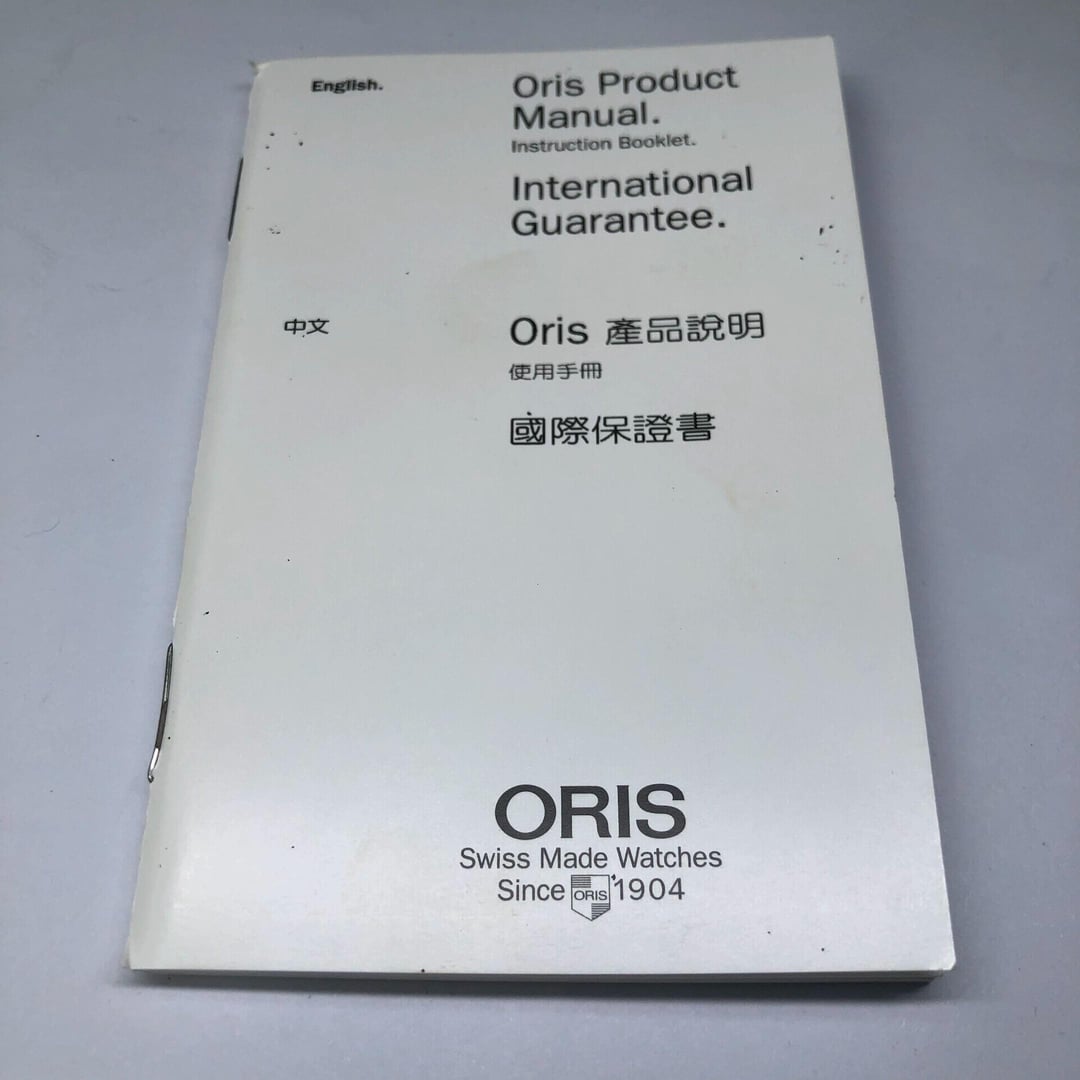 English.
Oris Product
Manual.
Instruction Booklet.
International
Guarantee.
中文
Oris 產品說明
使用手冊
國際保證書
ORIS
Swiss Made Watches
Since ORIS 1904